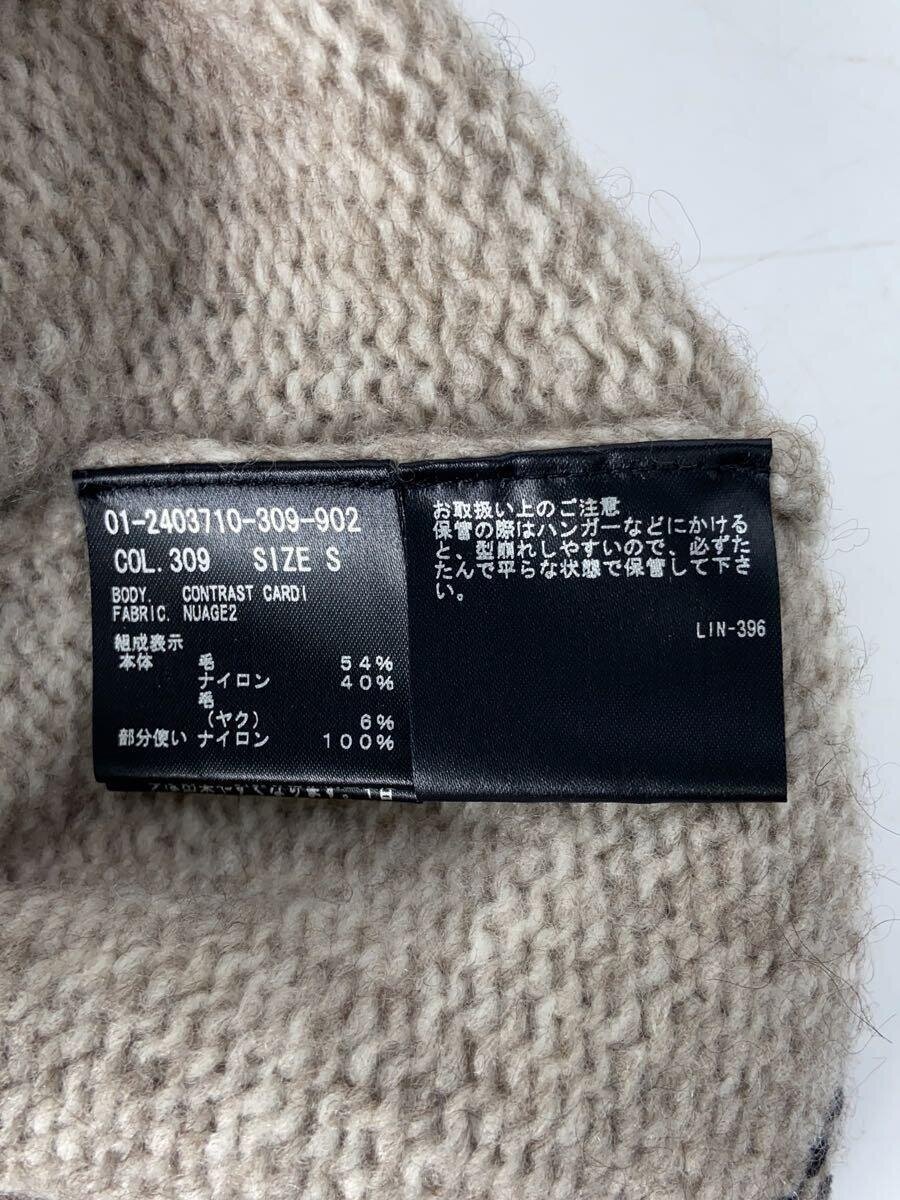 01-2403710-309-902
COL. 309 SIZE S
BODY. CONTRAST CARDI
FABRIC. NUAGE2
組成表示
本体 毛 54%
ナイロン 40%
毛
(ヤク) 6%
部分使い ナイロン 100%
お取扱い上のご注意
保管の際はハンガーなどにかける
と、型崩れしやすいので、必ずた
たんで平らな状態で保管して下さ
い。
LIN-396